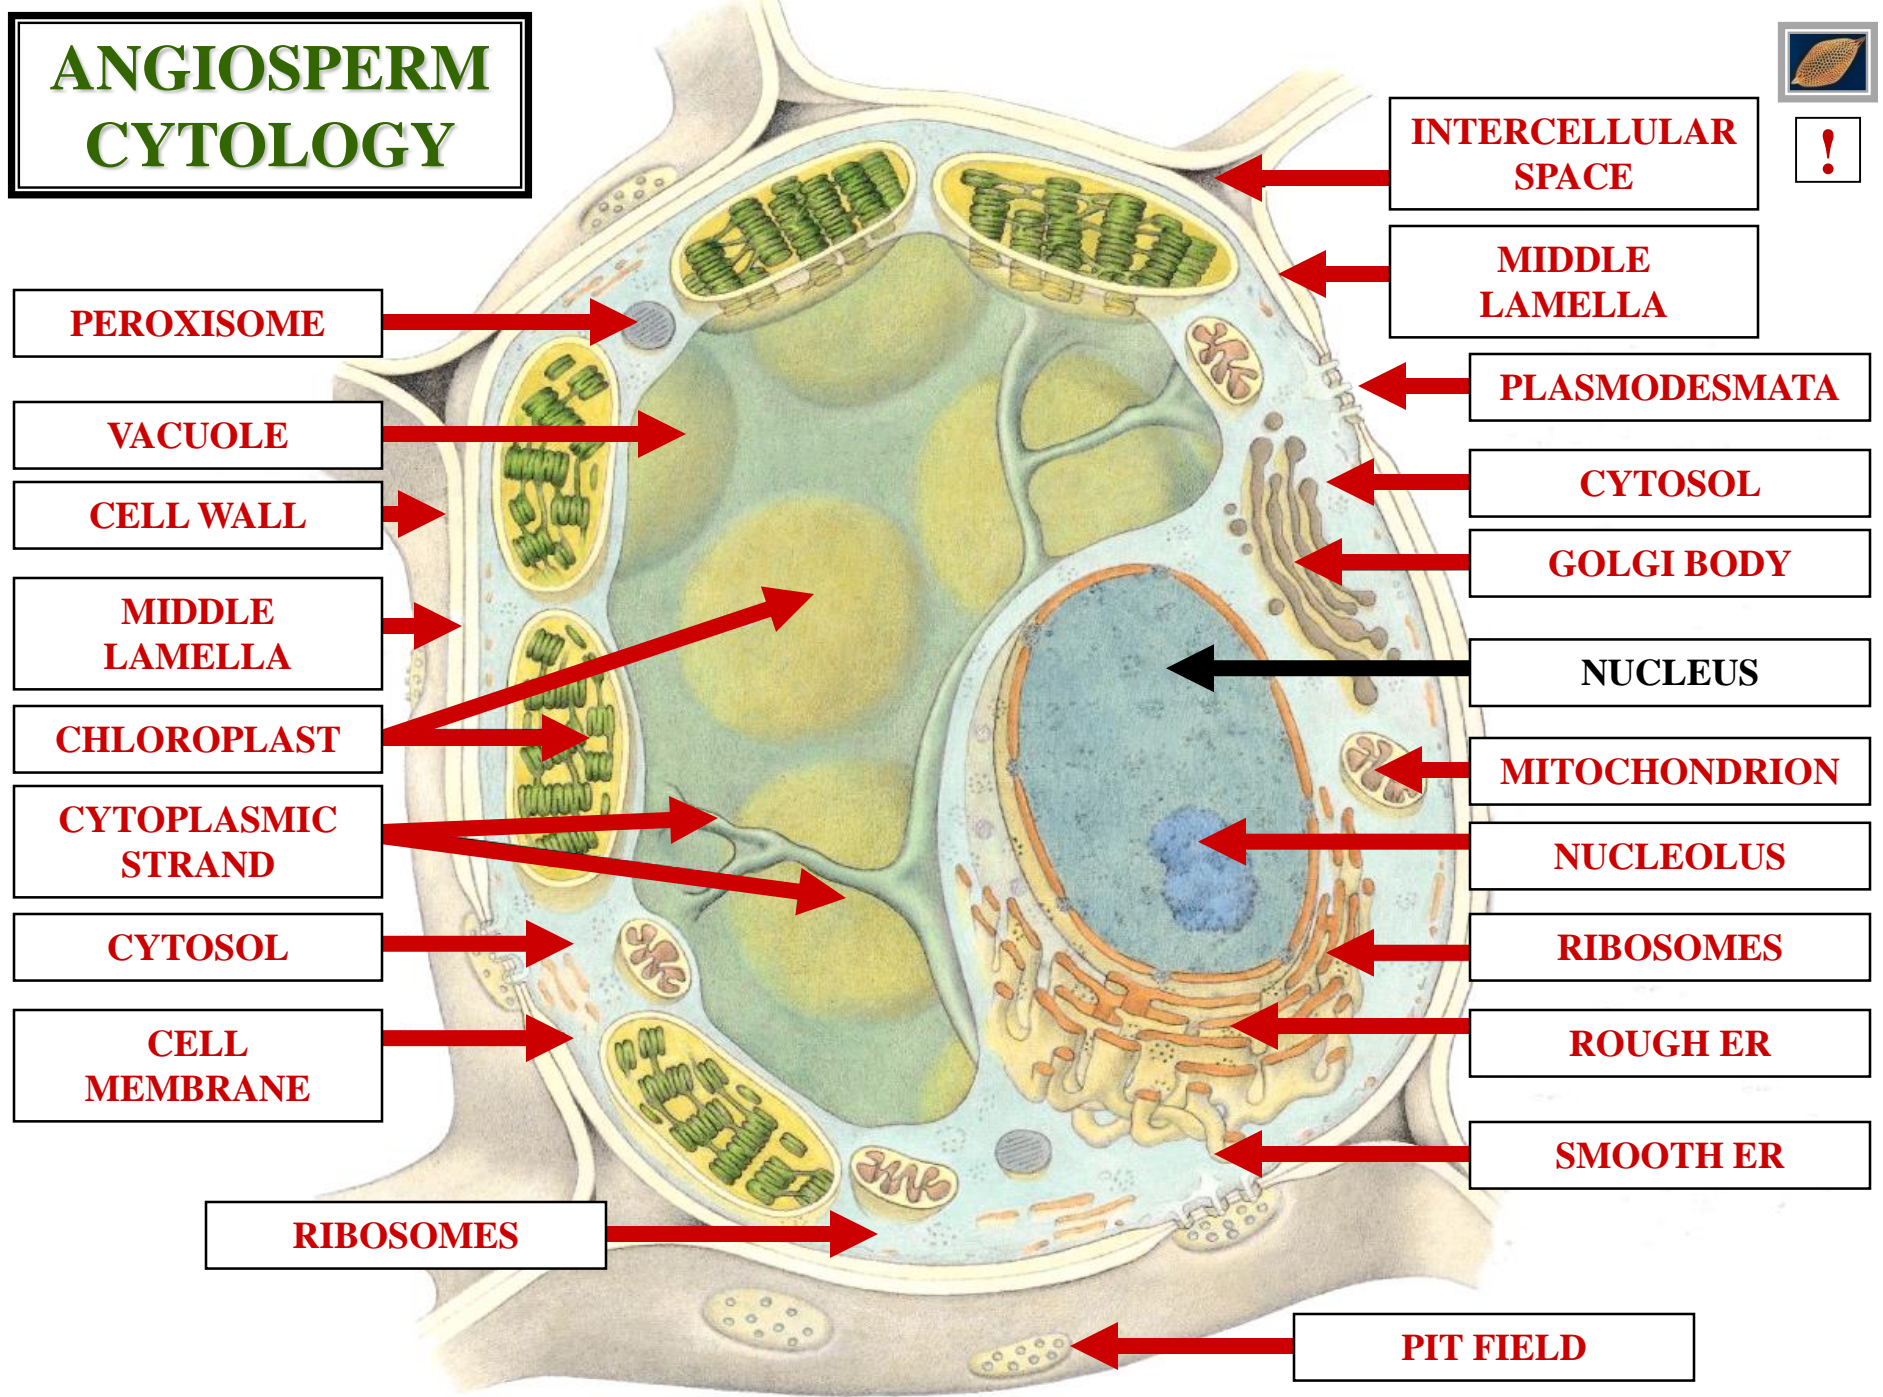 ANGIOSPERM
CYTOLOGY
!
INTERCELLULAR
SPACE
MIDDLE
LAMELLA
PEROXISOME
PLASMODESMATA
VACUOLE
CYTOSOL
CELL WALL
GOLGI BODY
MIDDLE
LAMELLA
NUCLEUS
CHLOROPLAST
MITOCHONDRION
CYTOPLASMIC
STRAND
NUCLEOLUS
CYTOSOL
RIBOSOMES
CELL
MEMBRANE
ROUGH ER
SMOOTH ER
RIBOSOMES
PIT FIELD